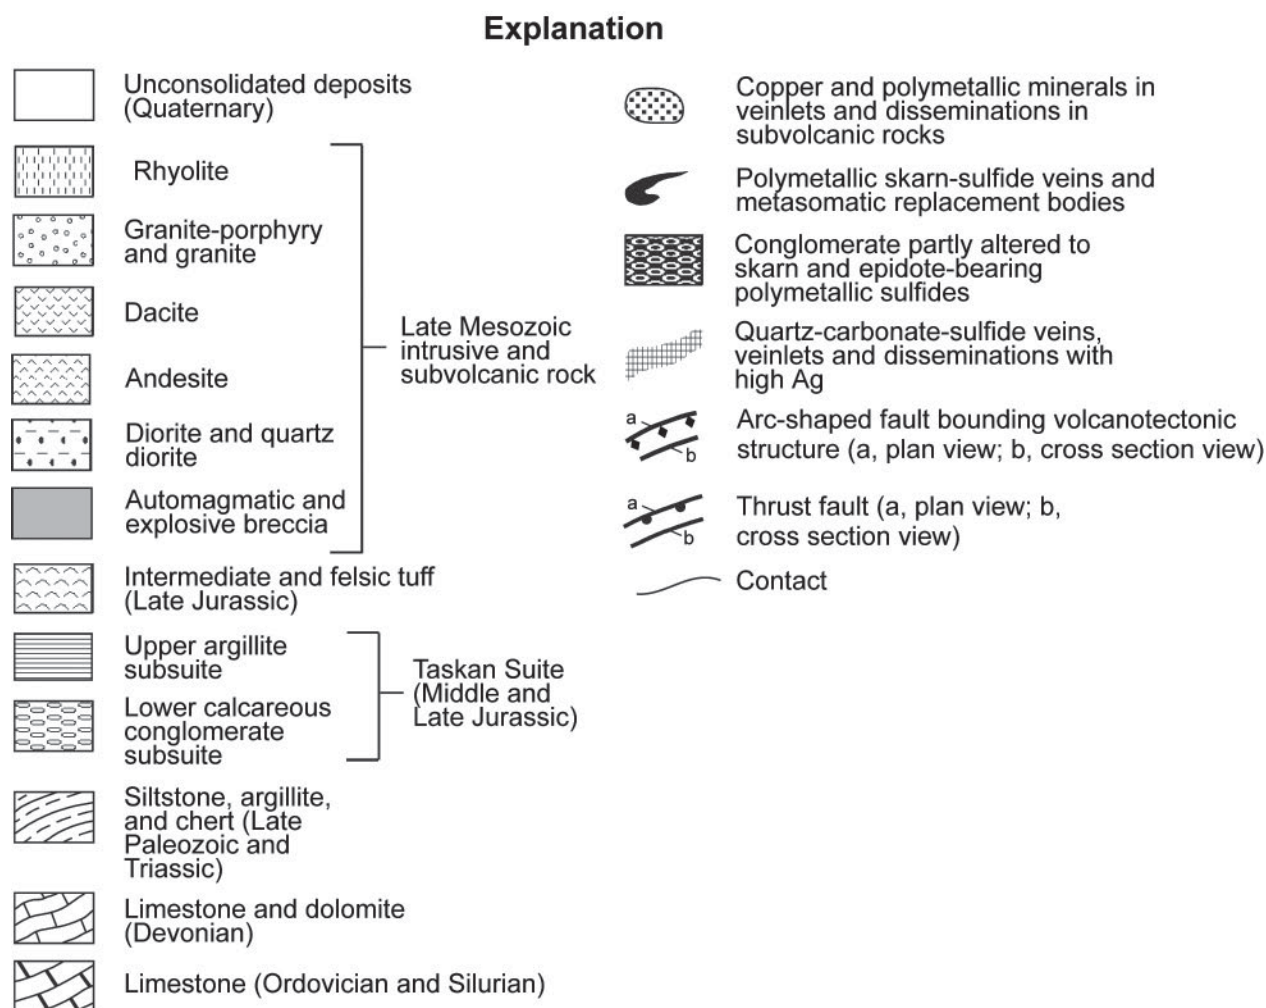 Explanation
Unconsolidated deposits
(Quaternary)
Rhyolite
Granite-porphyry
and granite
Dacite
Andesite
Diorite and quartz
diorite
Automagmatic and
explosive breccia
Late Mesozoic
intrusive and
subvolcanic rock
Intermediate and felsic tuff
(Late Jurassic)
Upper argillite
subsuite
Lower calcareous
conglomerate
subsuite
Taskan Suite
(Middle and
Late Jurassic)
Siltstone, argillite,
and chert (Late
Paleozoic and
Triassic)
Limestone and dolomite
(Devonian)
Limestone (Ordovician and Silurian)
Copper and polymetallic minerals in
veinlets and disseminations in
subvolcanic rocks
Polymetallic skarn-sulfide veins and
metasomatic replacement bodies
Conglomerate partly altered to
skarn and epidote-bearing
polymetallic sulfides
Quartz-carbonate-sulfide veins,
veinlets and disseminations with
high Ag
a
b
Arc-shaped fault bounding volcanotectonic
structure (a, plan view; b, cross section view)
a
b
Thrust fault (a, plan view; b,
cross section view)
Contact